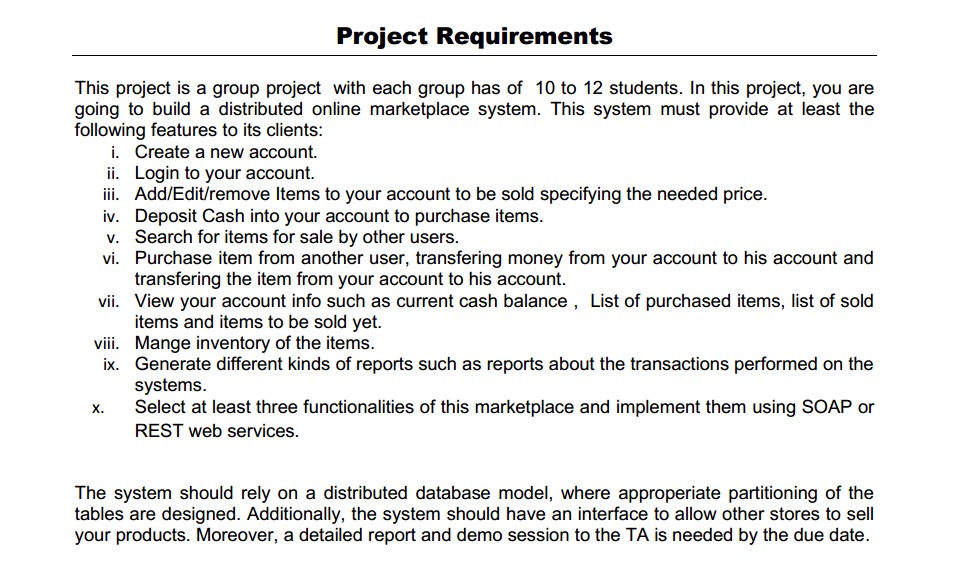 Project Requirements
This project is a group project with each group has of 10 to 12 students. In this project, you are
going to build a distributed online marketplace system. This system must provide at least the
following features to its clients:
i. Create a new account.
ii. Login to your account.
iii. Add/Edit/remove Items to your account to be sold specifying the needed price.
iv. Deposit Cash into your account to purchase items.
v. Search for items for sale by other users.
vi. Purchase item from another user, transfering money from your account to his account and
transfering the item from your account to his account.
vii. View your account info such as current cash balance , List of purchased items, list of sold
items and items to be sold yet.
viii. Mange inventory of the items.
ix. Generate different kinds of reports such as reports about the transactions performed on the
systems.
x. Select at least three functionalities of this marketplace and implement them using SOAP or
REST web services.
The system should rely on a distributed database model, where approperiate partitioning of the
tables are designed. Additionally, the system should have an interface to allow other stores to sell
your products. Moreover, a detailed report and demo session to the TA is needed by the due date.